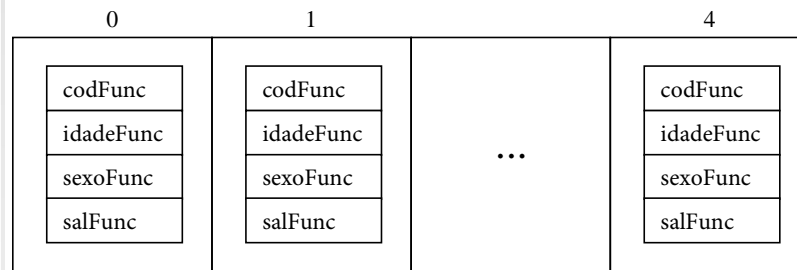 0 1 4
codFunc codFunc codFunc
idadeFunc idadeFunc ... idadeFunc
sexoFunc sexoFunc sexoFunc
salFunc salFunc salFunc